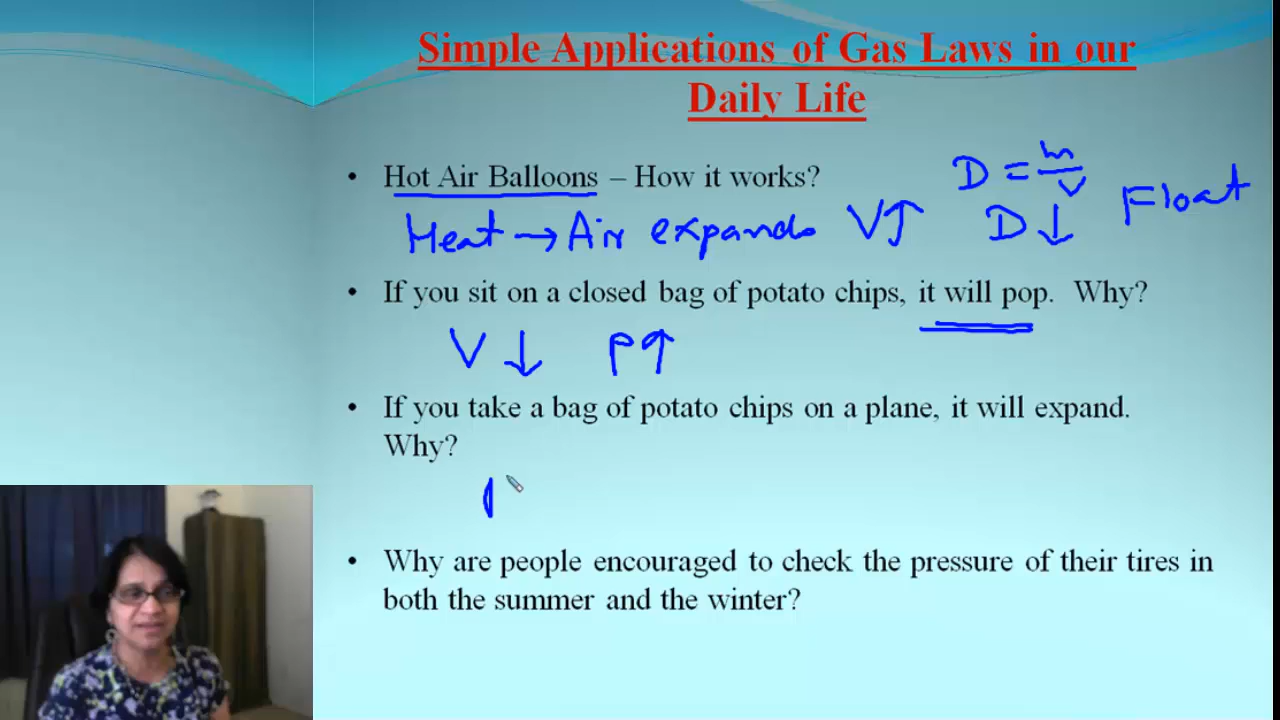 Simple Applications of Gas Laws in our
Daily Life
• Hot Air Balloons – How it works?
D = m/V
Heat → Air expands V↑ D↓ Float
• If you sit on a closed bag of potato chips, it will pop. Why?
V↓ P↑
• If you take a bag of potato chips on a plane, it will expand.
Why?
• Why are people encouraged to check the pressure of their tires in
both the summer and the winter?